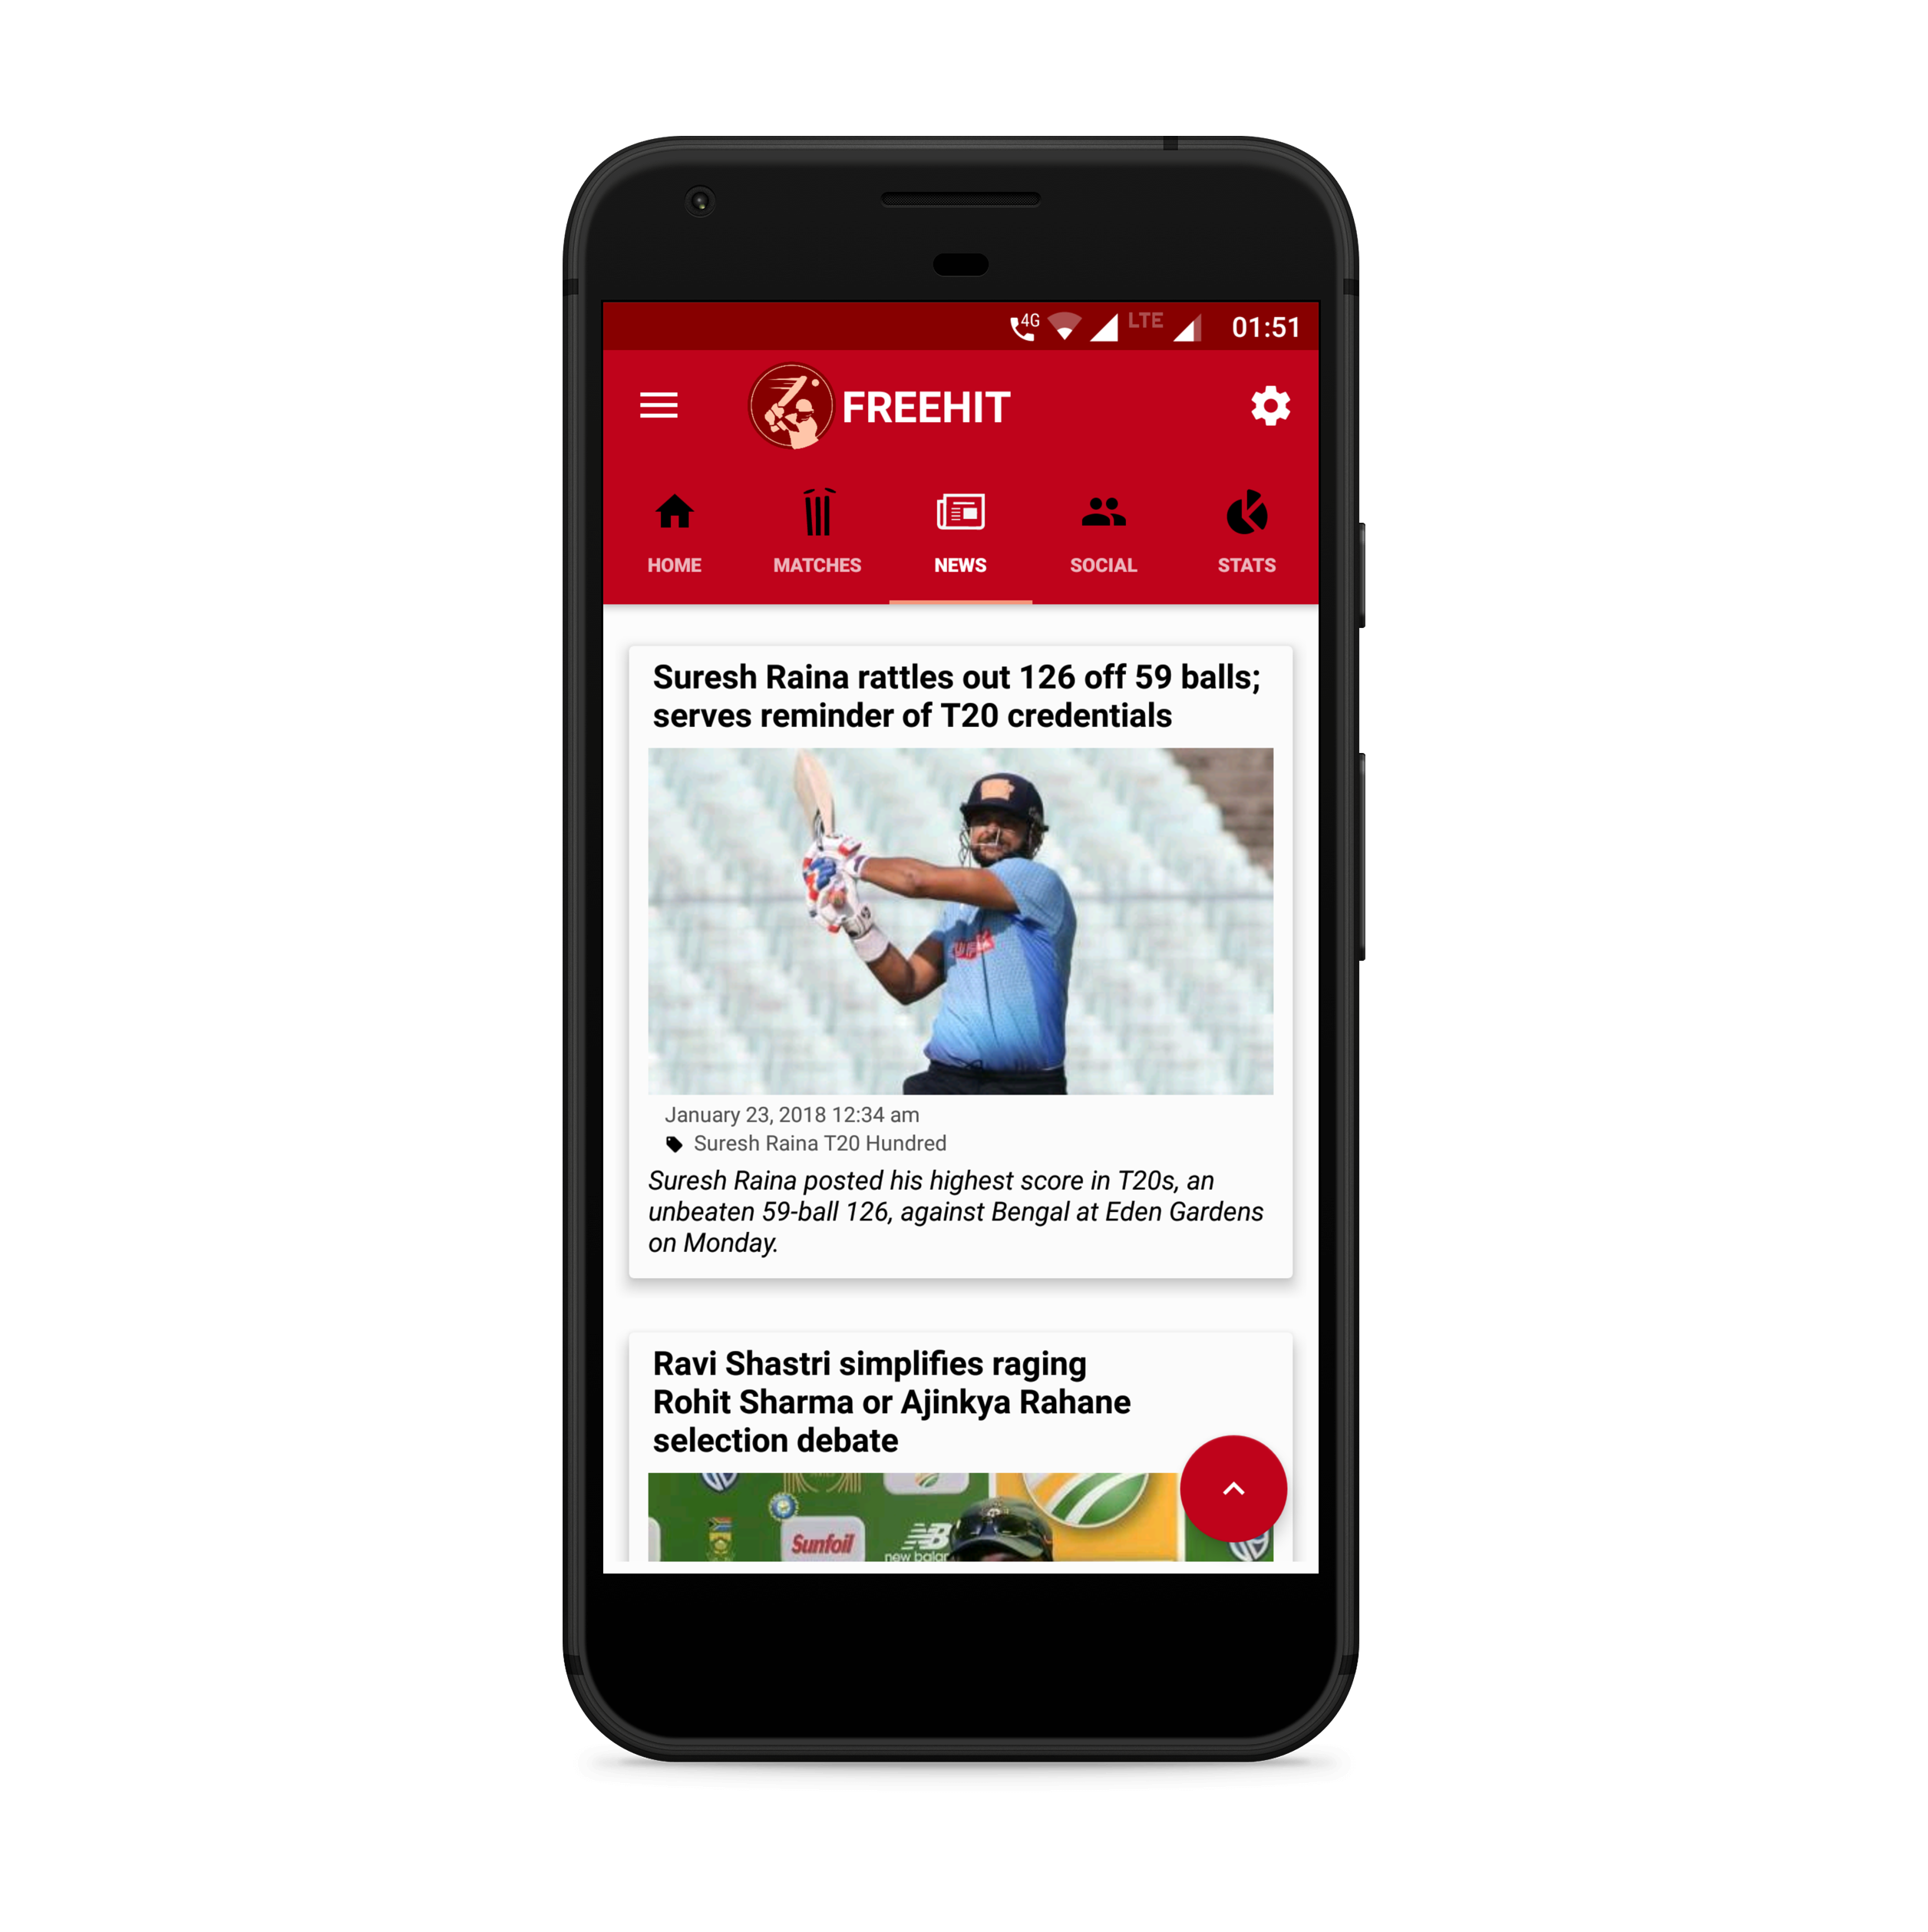 4G LTE 01:51
FREEHIT
HOME MATCHES NEWS SOCIAL STATS
Suresh Raina rattles out 126 off 59 balls;
serves reminder of T20 credentials
January 23, 2018 12:34 am
Suresh Raina T20 Hundred
Suresh Raina posted his highest score in T20s, an
unbeaten 59-ball 126, against Bengal at Eden Gardens
on Monday.
Ravi Shastri simplifies raging
Rohit Sharma or Ajinkya Rahane
selection debate
Sunfoil
NB
new balan